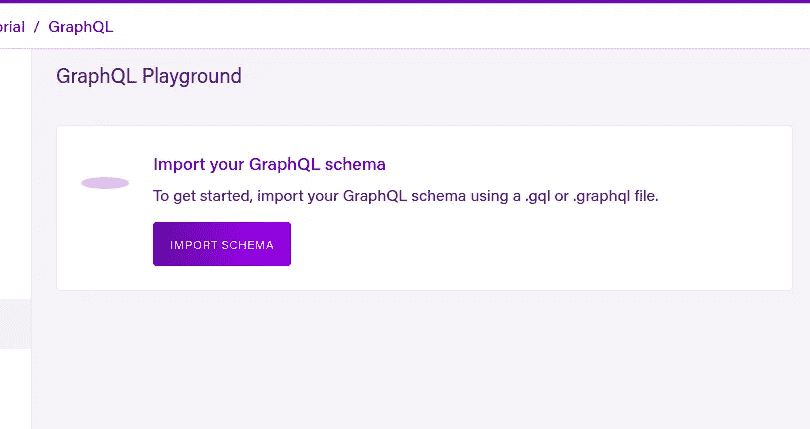 / GraphQL
GraphQL Playground
Import your GraphQL schema
To get started, import your GraphQL schema using a .gql or .graphql file.
IMPORT SCHEMA